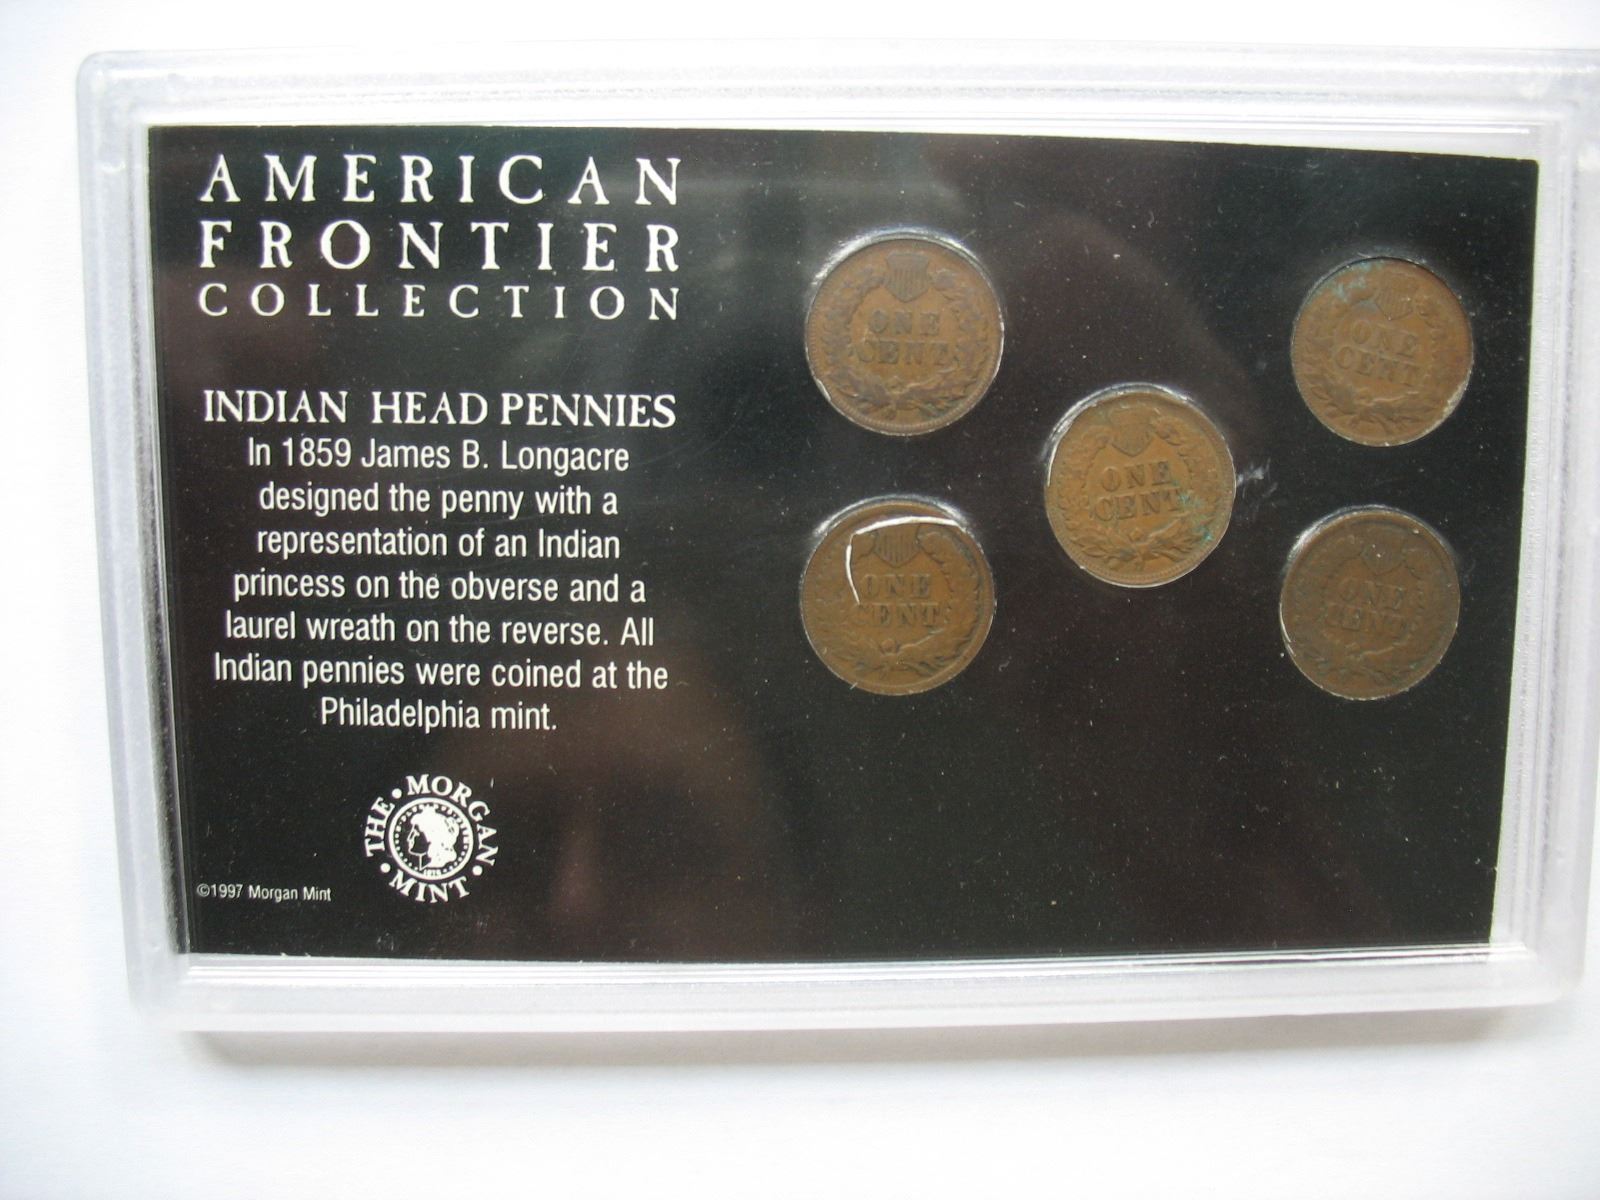 AMERICAN
FRONTIER
COLLECTION
INDIAN HEAD PENNIES
In 1859 James B. Longacre
designed the penny with a
representation of an Indian
princess on the obverse and a
laurel wreath on the reverse. All
Indian pennies were coined at the
Philadelphia mint.
THE • MORGAN • MINT •
©1997 Morgan Mint
ONE
CENT
ONE
CENT
ONE
CENT
ONE
CENT
ONE
CENT